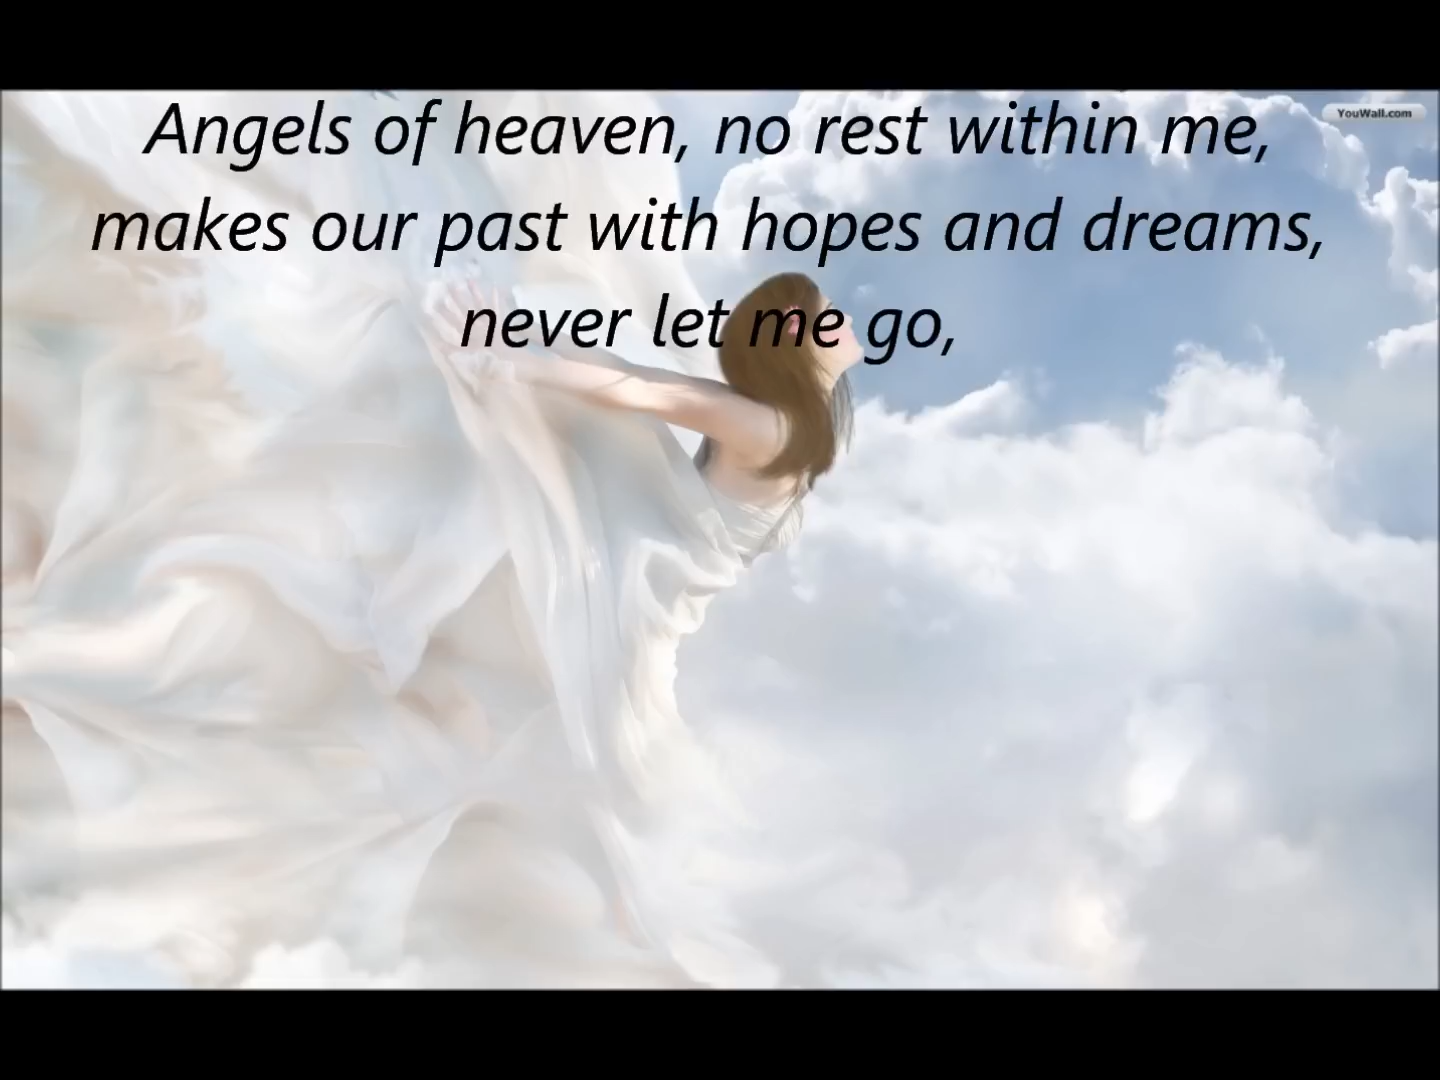 YouWall.com
Angels of heaven, no rest within me,
makes our past with hopes and dreams,
never let me go,